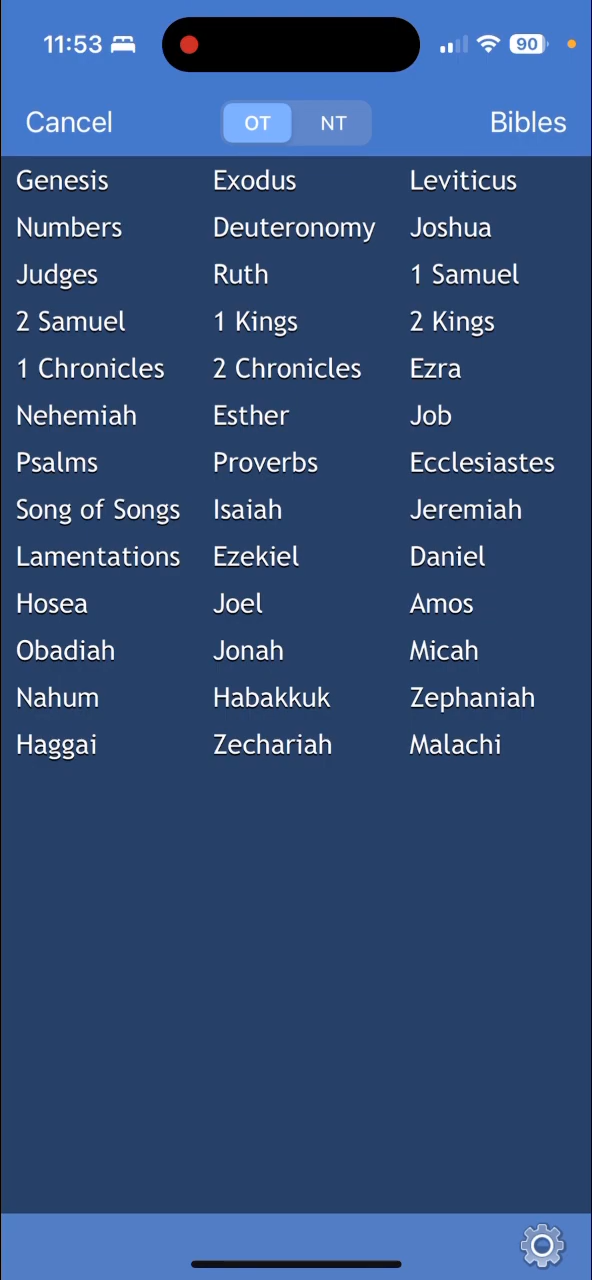 11:53
90
Cancel OT NT Bibles
Genesis Exodus Leviticus
Numbers Deuteronomy Joshua
Judges Ruth 1 Samuel
2 Samuel 1 Kings 2 Kings
1 Chronicles 2 Chronicles Ezra
Nehemiah Esther Job
Psalms Proverbs Ecclesiastes
Song of Songs Isaiah Jeremiah
Lamentations Ezekiel Daniel
Hosea Joel Amos
Obadiah Jonah Micah
Nahum Habakkuk Zephaniah
Haggai Zechariah Malachi